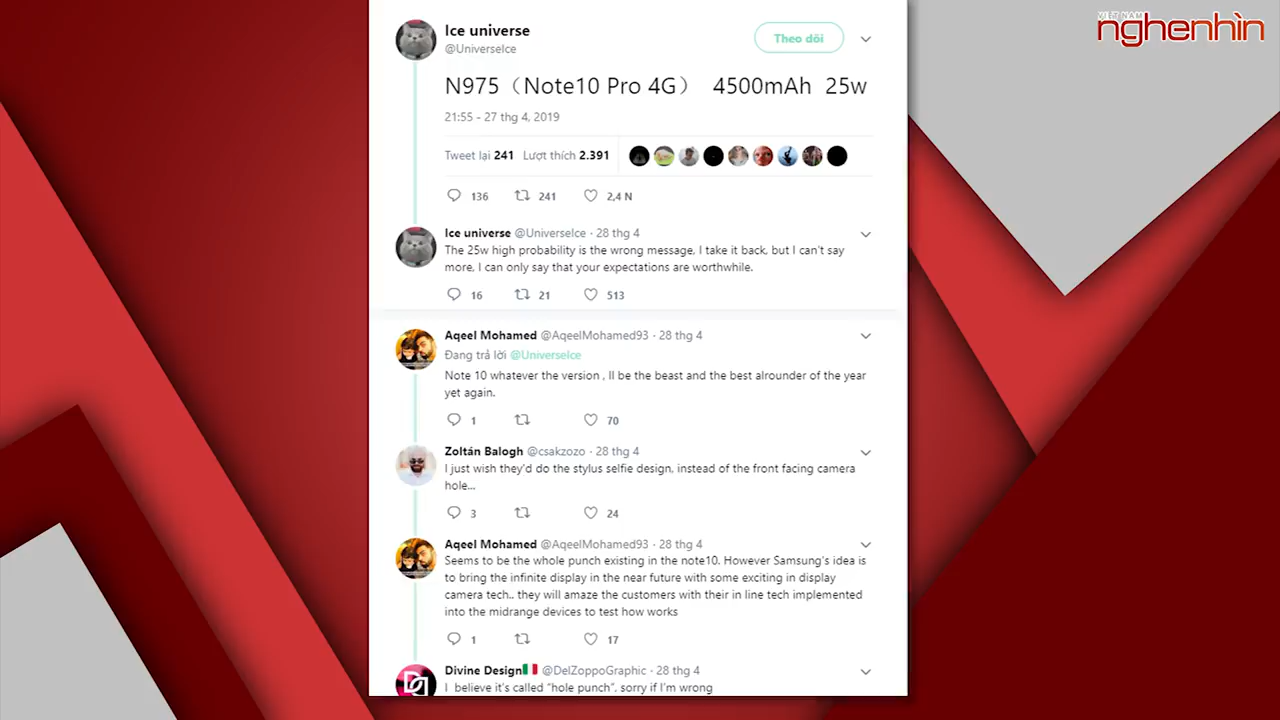 VIỆT NAM
nghenhìn
Ice universe
@UniverseIce
Theo dõi
N975（Note10 Pro 4G） 4500mAh 25w
21:55 - 27 thg 4, 2019
Tweet lại 241 Lượt thích 2.391
136 241 2,4 N
Ice universe @UniverseIce · 28 thg 4
The 25w high probability is the wrong message, I take it back, but I can't say
more, I can only say that your expectations are worthwhile.
16 21 513
Aqeel Mohamed @AqeelMohamed93 · 28 thg 4
Đang trả lời @UniverseIce
Note 10 whatever the version , ll be the beast and the best alrounder of the year
yet again.
1 70
Zoltán Balogh @csakzozo · 28 thg 4
I just wish they'd do the stylus selfie design, instead of the front facing camera
hole...
3 24
Aqeel Mohamed @AqeelMohamed93 · 28 thg 4
Seems to be the whole punch existing in the note10. However Samsung's idea is
to bring the infinite display in the near future with some exciting in display
camera tech.. they will amaze the customers with their in line tech implemented
into the midrange devices to test how works
1 17
Divine Design @DelZoppoGraphic · 28 thg 4
I believe it's called "hole punch", sorry if I'm wrong